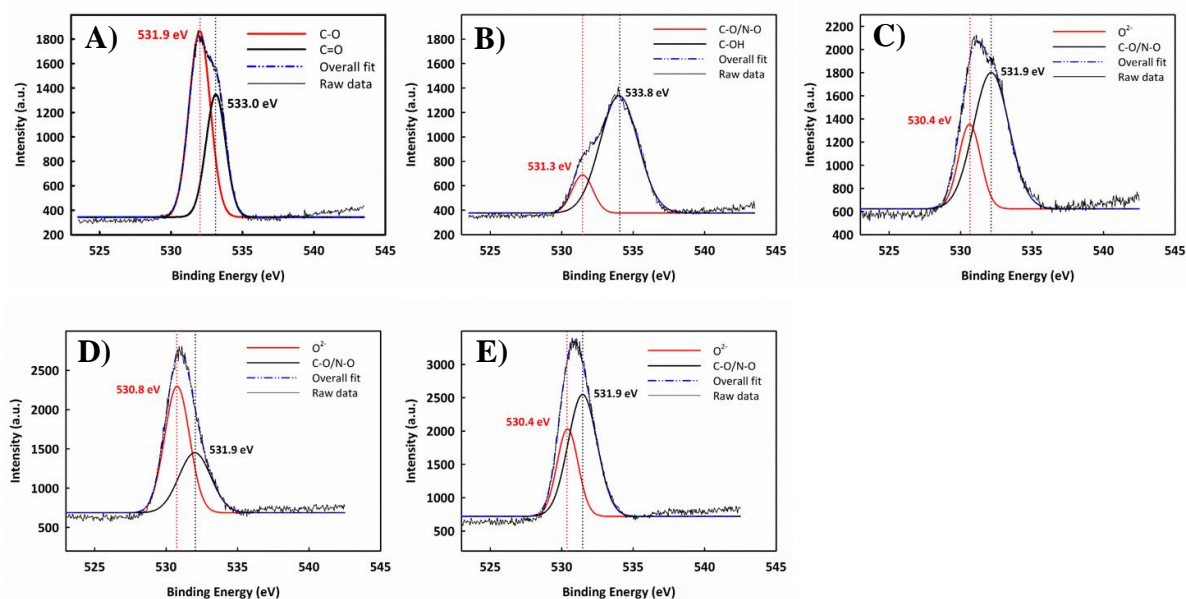 A)
531.9 eV
533.0 eV
C-O
C=O
Overall fit
Raw data
Intensity (a.u.)
1800
1600
1400
1200
1000
800
600
400
200
525 530 535 540 545
Binding Energy (eV)
B)
531.3 eV
533.8 eV
C-O/N-O
C-OH
Overall fit
Raw data
Intensity (a.u.)
1800
1600
1400
1200
1000
800
600
400
200
525 530 535 540 545
Binding Energy (eV)
C)
530.4 eV
531.9 eV
O²⁻
C-O/N-O
Overall fit
Raw data
Intensity (a.u.)
2200
2000
1800
1600
1400
1200
1000
800
600
400
525 530 535 540 545
Binding Energy (eV)
D)
530.8 eV
531.9 eV
O²⁻
C-O/N-O
Overall fit
Raw data
Intensity (a.u.)
2500
2000
1500
1000
500
525 530 535 540 545
Binding Energy (eV)
E)
530.4 eV
531.9 eV
O²⁻
C-O/N-O
Overall fit
Raw data
Intensity (a.u.)
3000
2500
2000
1500
1000
500
525 530 535 540 545
Binding Energy (eV)